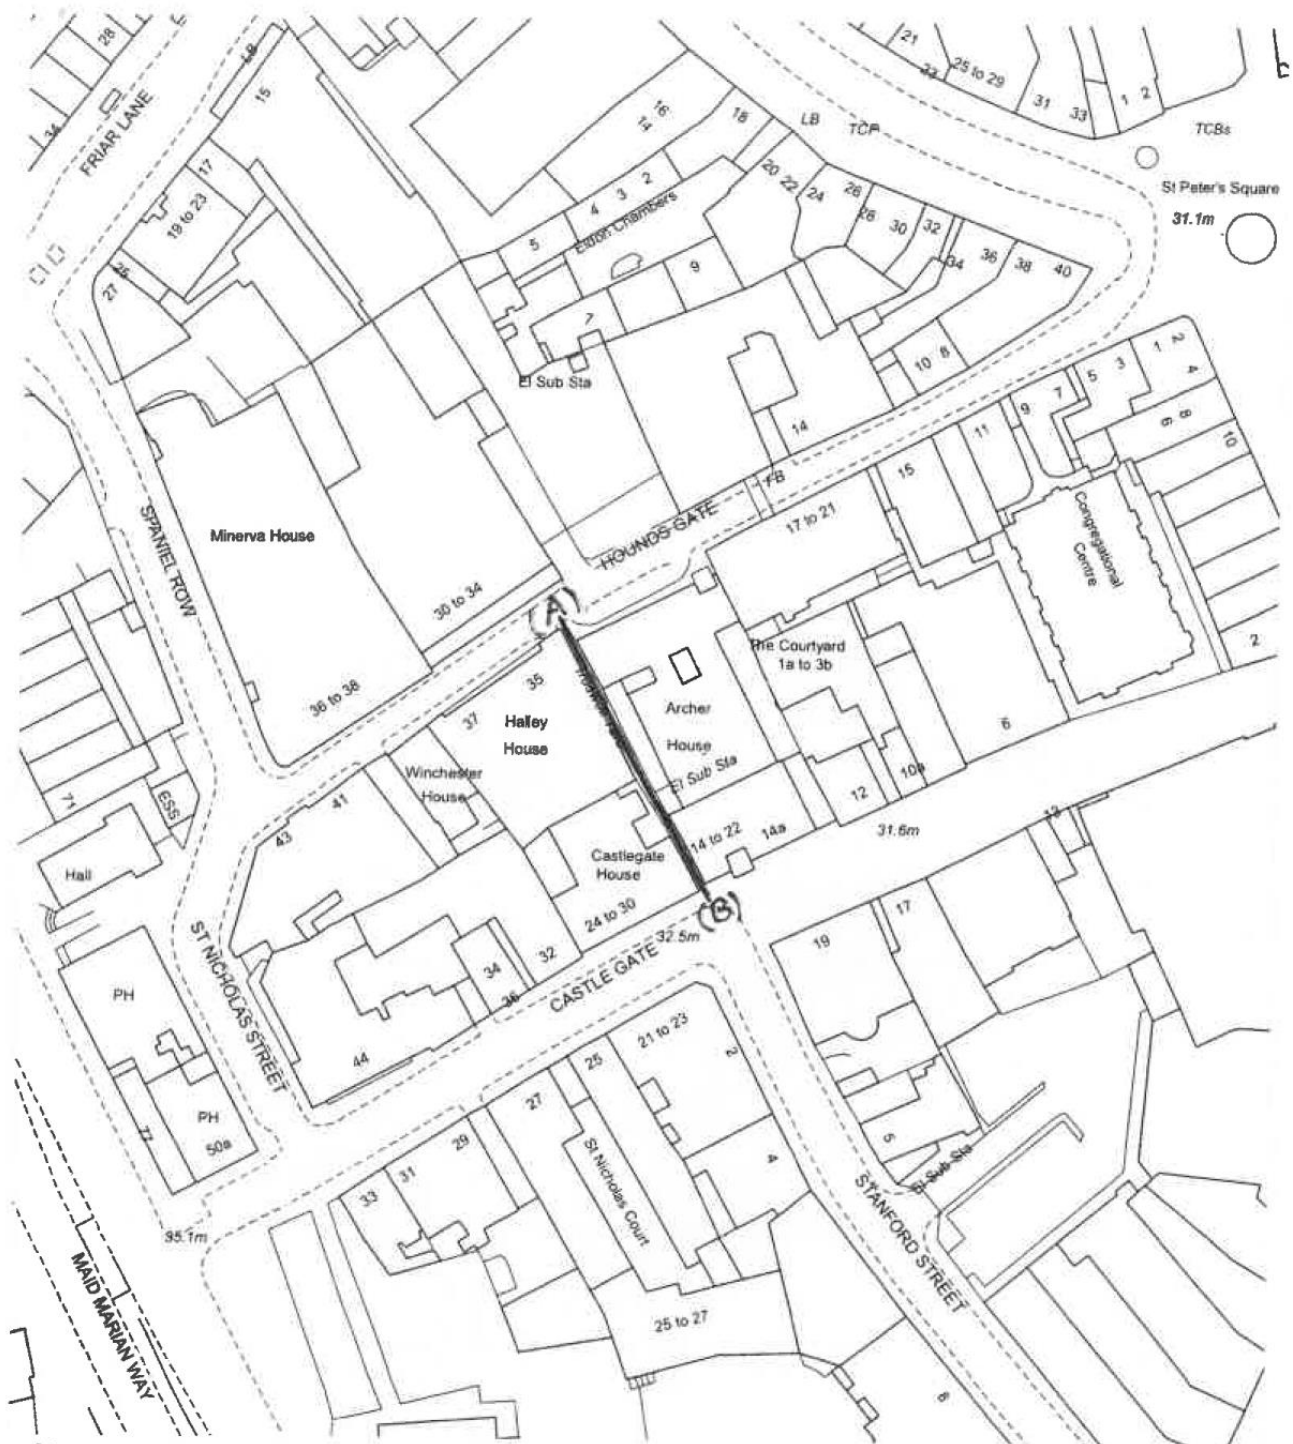 28
LB
15
34
FRIAR LANE
17
19 to 23
25
27
16
14
18
LB
TCP
21
23
25 to 29
31
33
1
2
TCBs
St Peter's Square
31.1m
20
22
24
26
28
30
32
34
36
38
40
2
3
4
5
Eldon Chambers
9
7
El Sub Sta
10
8
14
FB
HOUNDS GATE
17 to 21
15
11
9
7
5
3
1
2
4
6
8
10
Congregational
Centre
2
SPANIEL ROW
Minerva House
30 to 34
36 to 38
(A)
35
37
Halley
House
Winchester
House
Archer
House
El Sub Sta
The Courtyard
1a to 3b
6
10a
12
14a
14 to 22
31.6m
13
71
ESS
Hall
41
43
Castlegate
House
24 to 30
(B)
32.5m
32
34
36
CASTLE GATE
44
ST NICHOLAS STREET
PH
PH
50a
77
35.1m
MAID MARIAN WAY
19
17
5
El Sub Sta
STANFORD STREET
21 to 23
2
4
25
27
29
31
33
St Nicholas Court
25 to 27
6